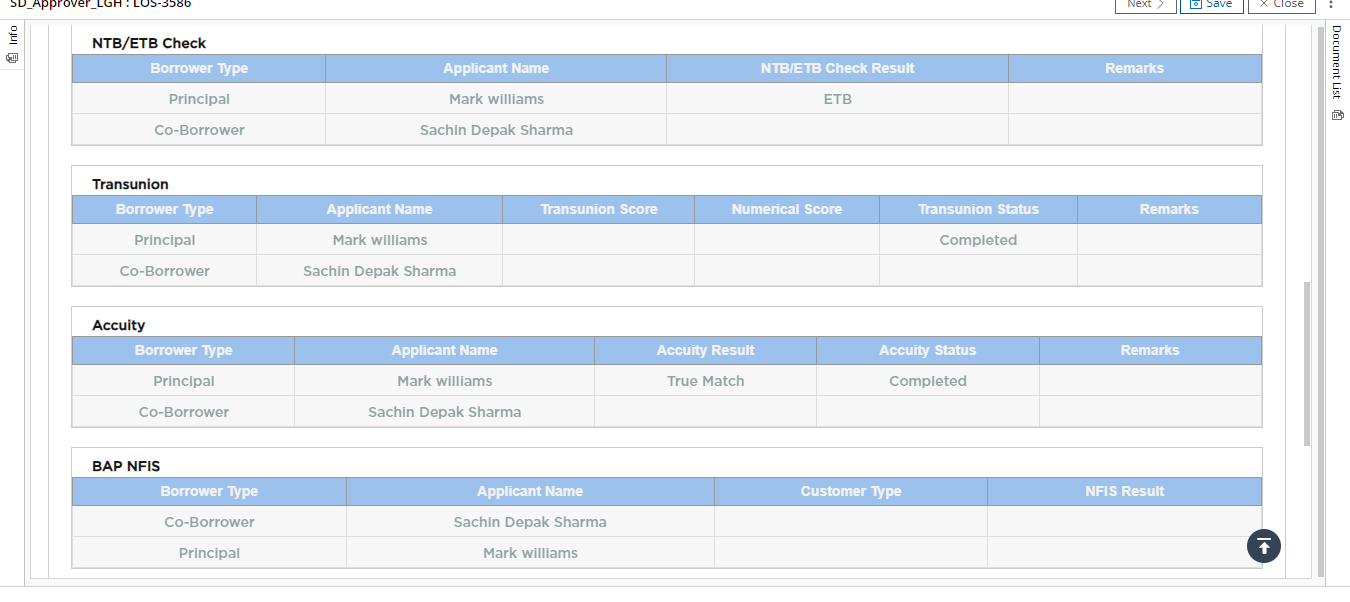 SD_Approver_LGH : LOS-3586
Next Save Close
Info
Document List
NTB/ETB Check
Borrower Type Applicant Name NTB/ETB Check Result Remarks
Principal Mark williams ETB
Co-Borrower Sachin Depak Sharma
Transunion
Borrower Type Applicant Name Transunion Score Numerical Score Transunion Status Remarks
Principal Mark williams Completed
Co-Borrower Sachin Depak Sharma
Accuity
Borrower Type Applicant Name Accuity Result Accuity Status Remarks
Principal Mark williams True Match Completed
Co-Borrower Sachin Depak Sharma
BAP NFIS
Borrower Type Applicant Name Customer Type NFIS Result
Co-Borrower Sachin Depak Sharma
Principal Mark williams